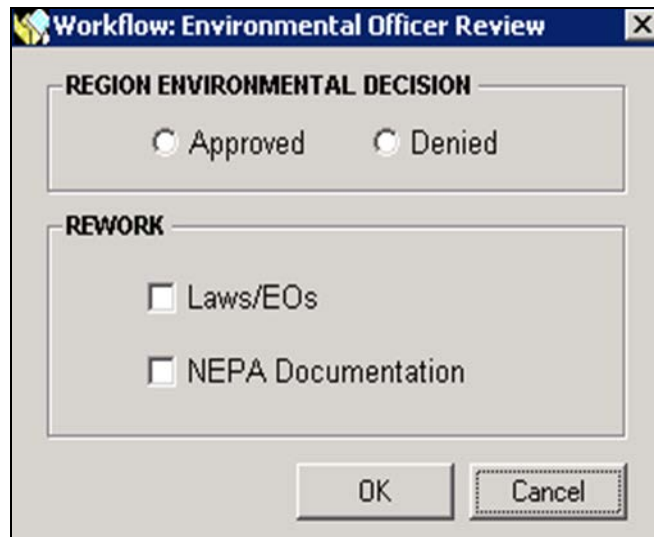 Workflow: Environmental Officer Review
REGION ENVIRONMENTAL DECISION
Approved Denied
REWORK
Laws/EOs
NEPA Documentation
OK Cancel